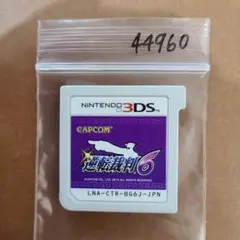 44960
NINTENDO 3DS
CAPCOM
逆転裁判6
LNA-CTR-BG6J-JPN